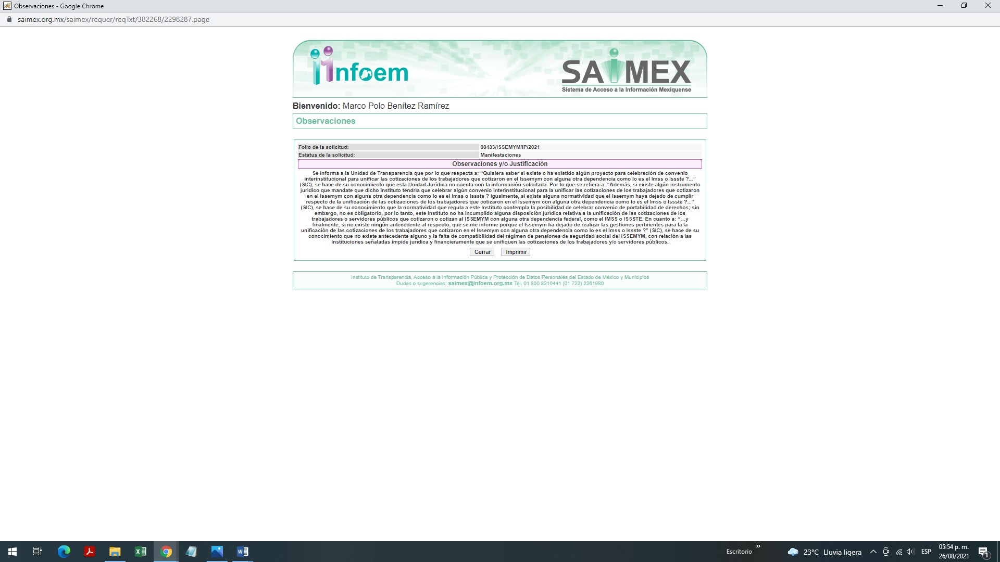 Observaciones - Google Chrome
saimex.org.mx/saimex/requer/reqTxt/382268/2298287.page
infoem
SAIMEX
Sistema de Acceso a la Información Mexiquense
Bienvenido: Marco Polo Benítez Ramírez
Observaciones
Folio de la solicitud: 00433/ISSEMYM/IP/2021
Estatus de la solicitud: Manifestaciones
Observaciones y/o Justificación
Se informa a la Unidad de Transparencia que por lo que respecta a: “Quisiera saber si existe o ha existido algún proyecto para celebración de convenio
interinstitucional para unificar las cotizaciones de los trabajadores que cotizaron en el Issemym con alguna otra dependencia como lo es el Imss o Issste ?...”
(SIC), se hace de su conocimiento que esta Unidad Jurídica no cuenta con la información solicitada. Por lo que se refiera a: “Además, si existe algún instrumento
jurídico que mandate que dicho instituto tendría que celebrar algún convenio interinstitucional para la unificar las cotizaciones de los trabajadores que cotizaron
en el Issemym con alguna otra dependencia como lo es el Imss o Issste ? igualmente, si existe alguna normatividad que el Issemym haya dejado de cumplir
respecto de la unificación de las cotizaciones de los trabajadores que cotizaron en el Issemym con alguna otra dependencia como lo es el Imss o Issste ?...”
(SIC), se hace de su conocimiento que la normatividad que regula a este Instituto contempla la posibilidad de celebrar convenio de portabilidad de derechos; sin
embargo, no es obligatorio, por lo tanto, este Instituto no ha incumplido alguna disposición jurídica relativa a la unificación de las cotizaciones de los
trabajadores o servidores públicos que cotizaron o cotizan al ISSEMYM con alguna otra dependencia federal, como el IMSS o ISSSTE. En cuanto a: “…y
finalmente, si no existe ningún antecedente al respecto, que se me informe porque el Issemym ha dejado de realizar las gestiones pertinentes para la la
unificación de las cotizaciones de los trabajadores que cotizaron en el Issemym con alguna otra dependencia como lo es el Imss o Issste ?” (SIC), se hace de su
conocimiento que no existe antecedente alguno y la falta de compatibilidad del régimen de pensiones de seguridad social del ISSEMYM, con relación a las
Instituciones señaladas impide jurídica y financieramente que se unifiquen las cotizaciones de los trabajadores y/o servidores públicos.
Cerrar Imprimir
Instituto de Transparencia, Acceso a la Información Pública y Protección de Datos Personales del Estado de México y Municipios
Dudas o sugerencias: saimex@infoem.org.mx Tel. 01 800 8210441 (01 722) 2261980
Escritorio » 23°C Lluvia ligera ESP 05:54 p. m.
26/08/2021 1